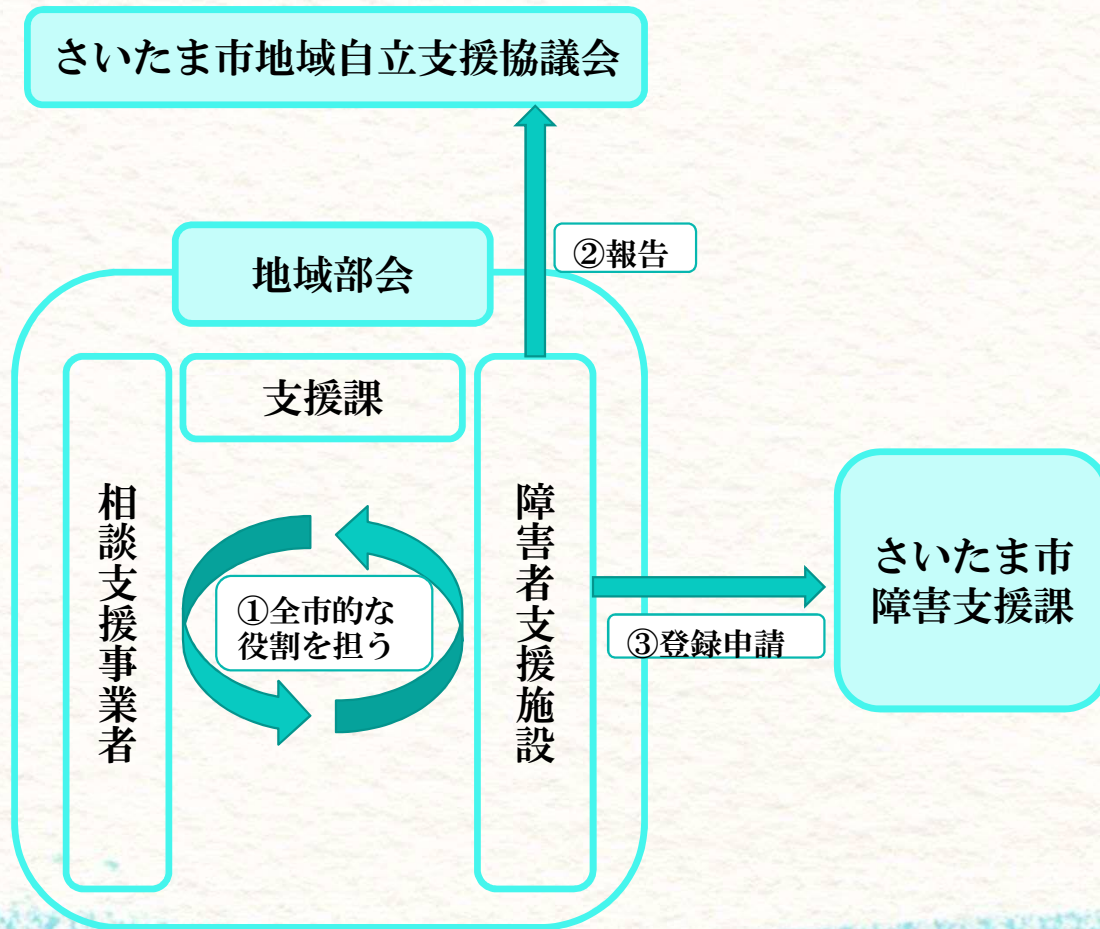 さいたま市地域自立支援協議会
②報告
地域部会
支援課
相談支援事業者
①全市的な
役割を担う
障害者支援施設
③登録申請
さいたま市
障害支援課